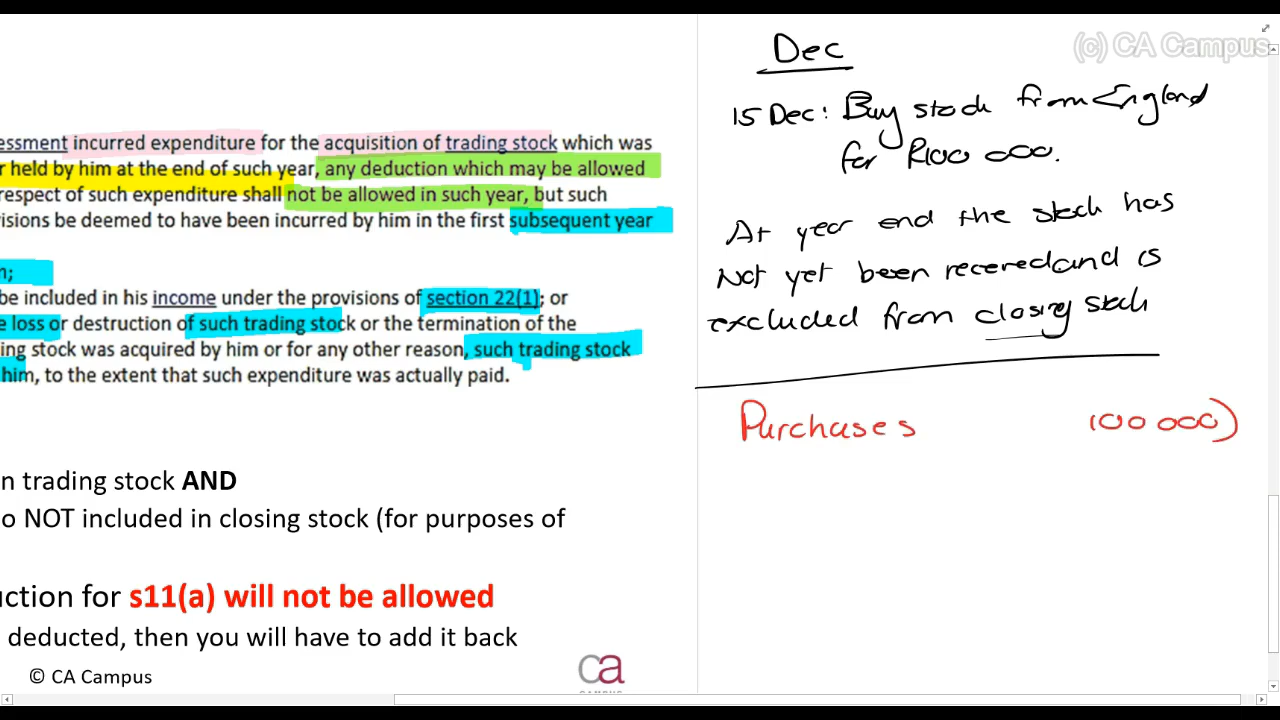 essment incurred expenditure for the acquisition of trading stock which was
r held by him at the end of such year, any deduction which may be allowed
respect of such expenditure shall not be allowed in such year, but such
visions be deemed to have been incurred by him in the first subsequent year
n;
be included in his income under the provisions of section 22(1); or
e loss or destruction of such trading stock or the termination of the
ing stock was acquired by him or for any other reason, such trading stock
him, to the extent that such expenditure was actually paid.
n trading stock AND
o NOT included in closing stock (for purposes of
uction for s11(a) will not be allowed
deducted, then you will have to add it back
© CA Campus
ca
CAMPUS
(c) CA Campus
Dec
15 Dec: Buy stock from England
for R100 000.
At year end the stock has
Not yet been recered and is
excluded from closing stock
Purchases 100 000)